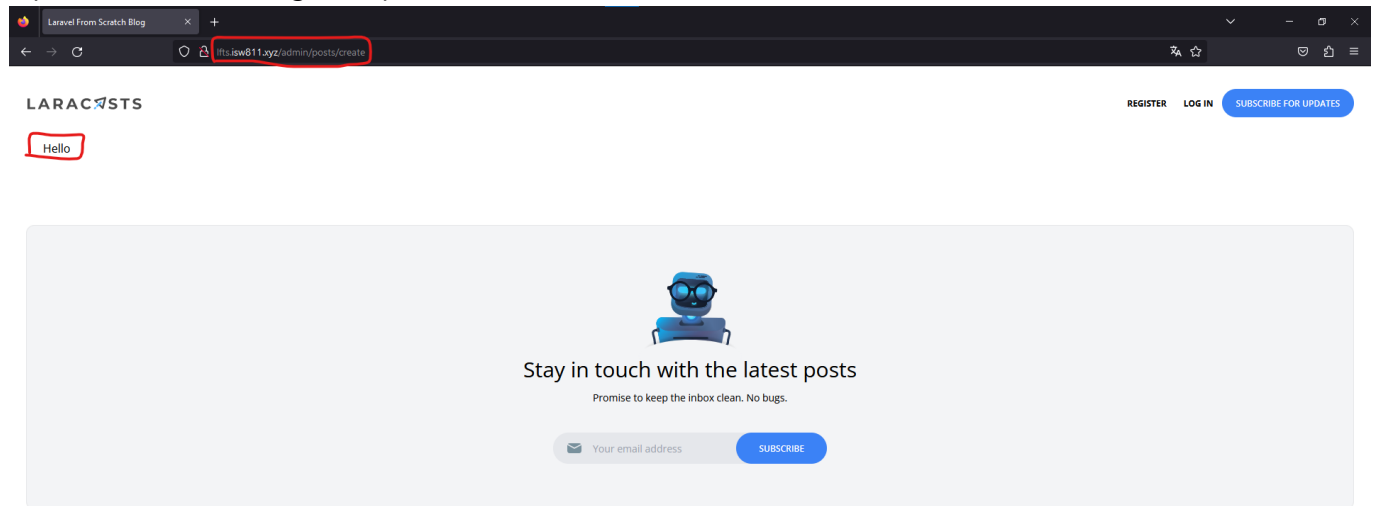 Laravel From Scratch Blog
lfts.isw811.xyz/admin/posts/create
LARACASTS
REGISTER LOG IN SUBSCRIBE FOR UPDATES
Hello
Stay in touch with the latest posts
Promise to keep the inbox clean. No bugs.
Your email address SUBSCRIBE